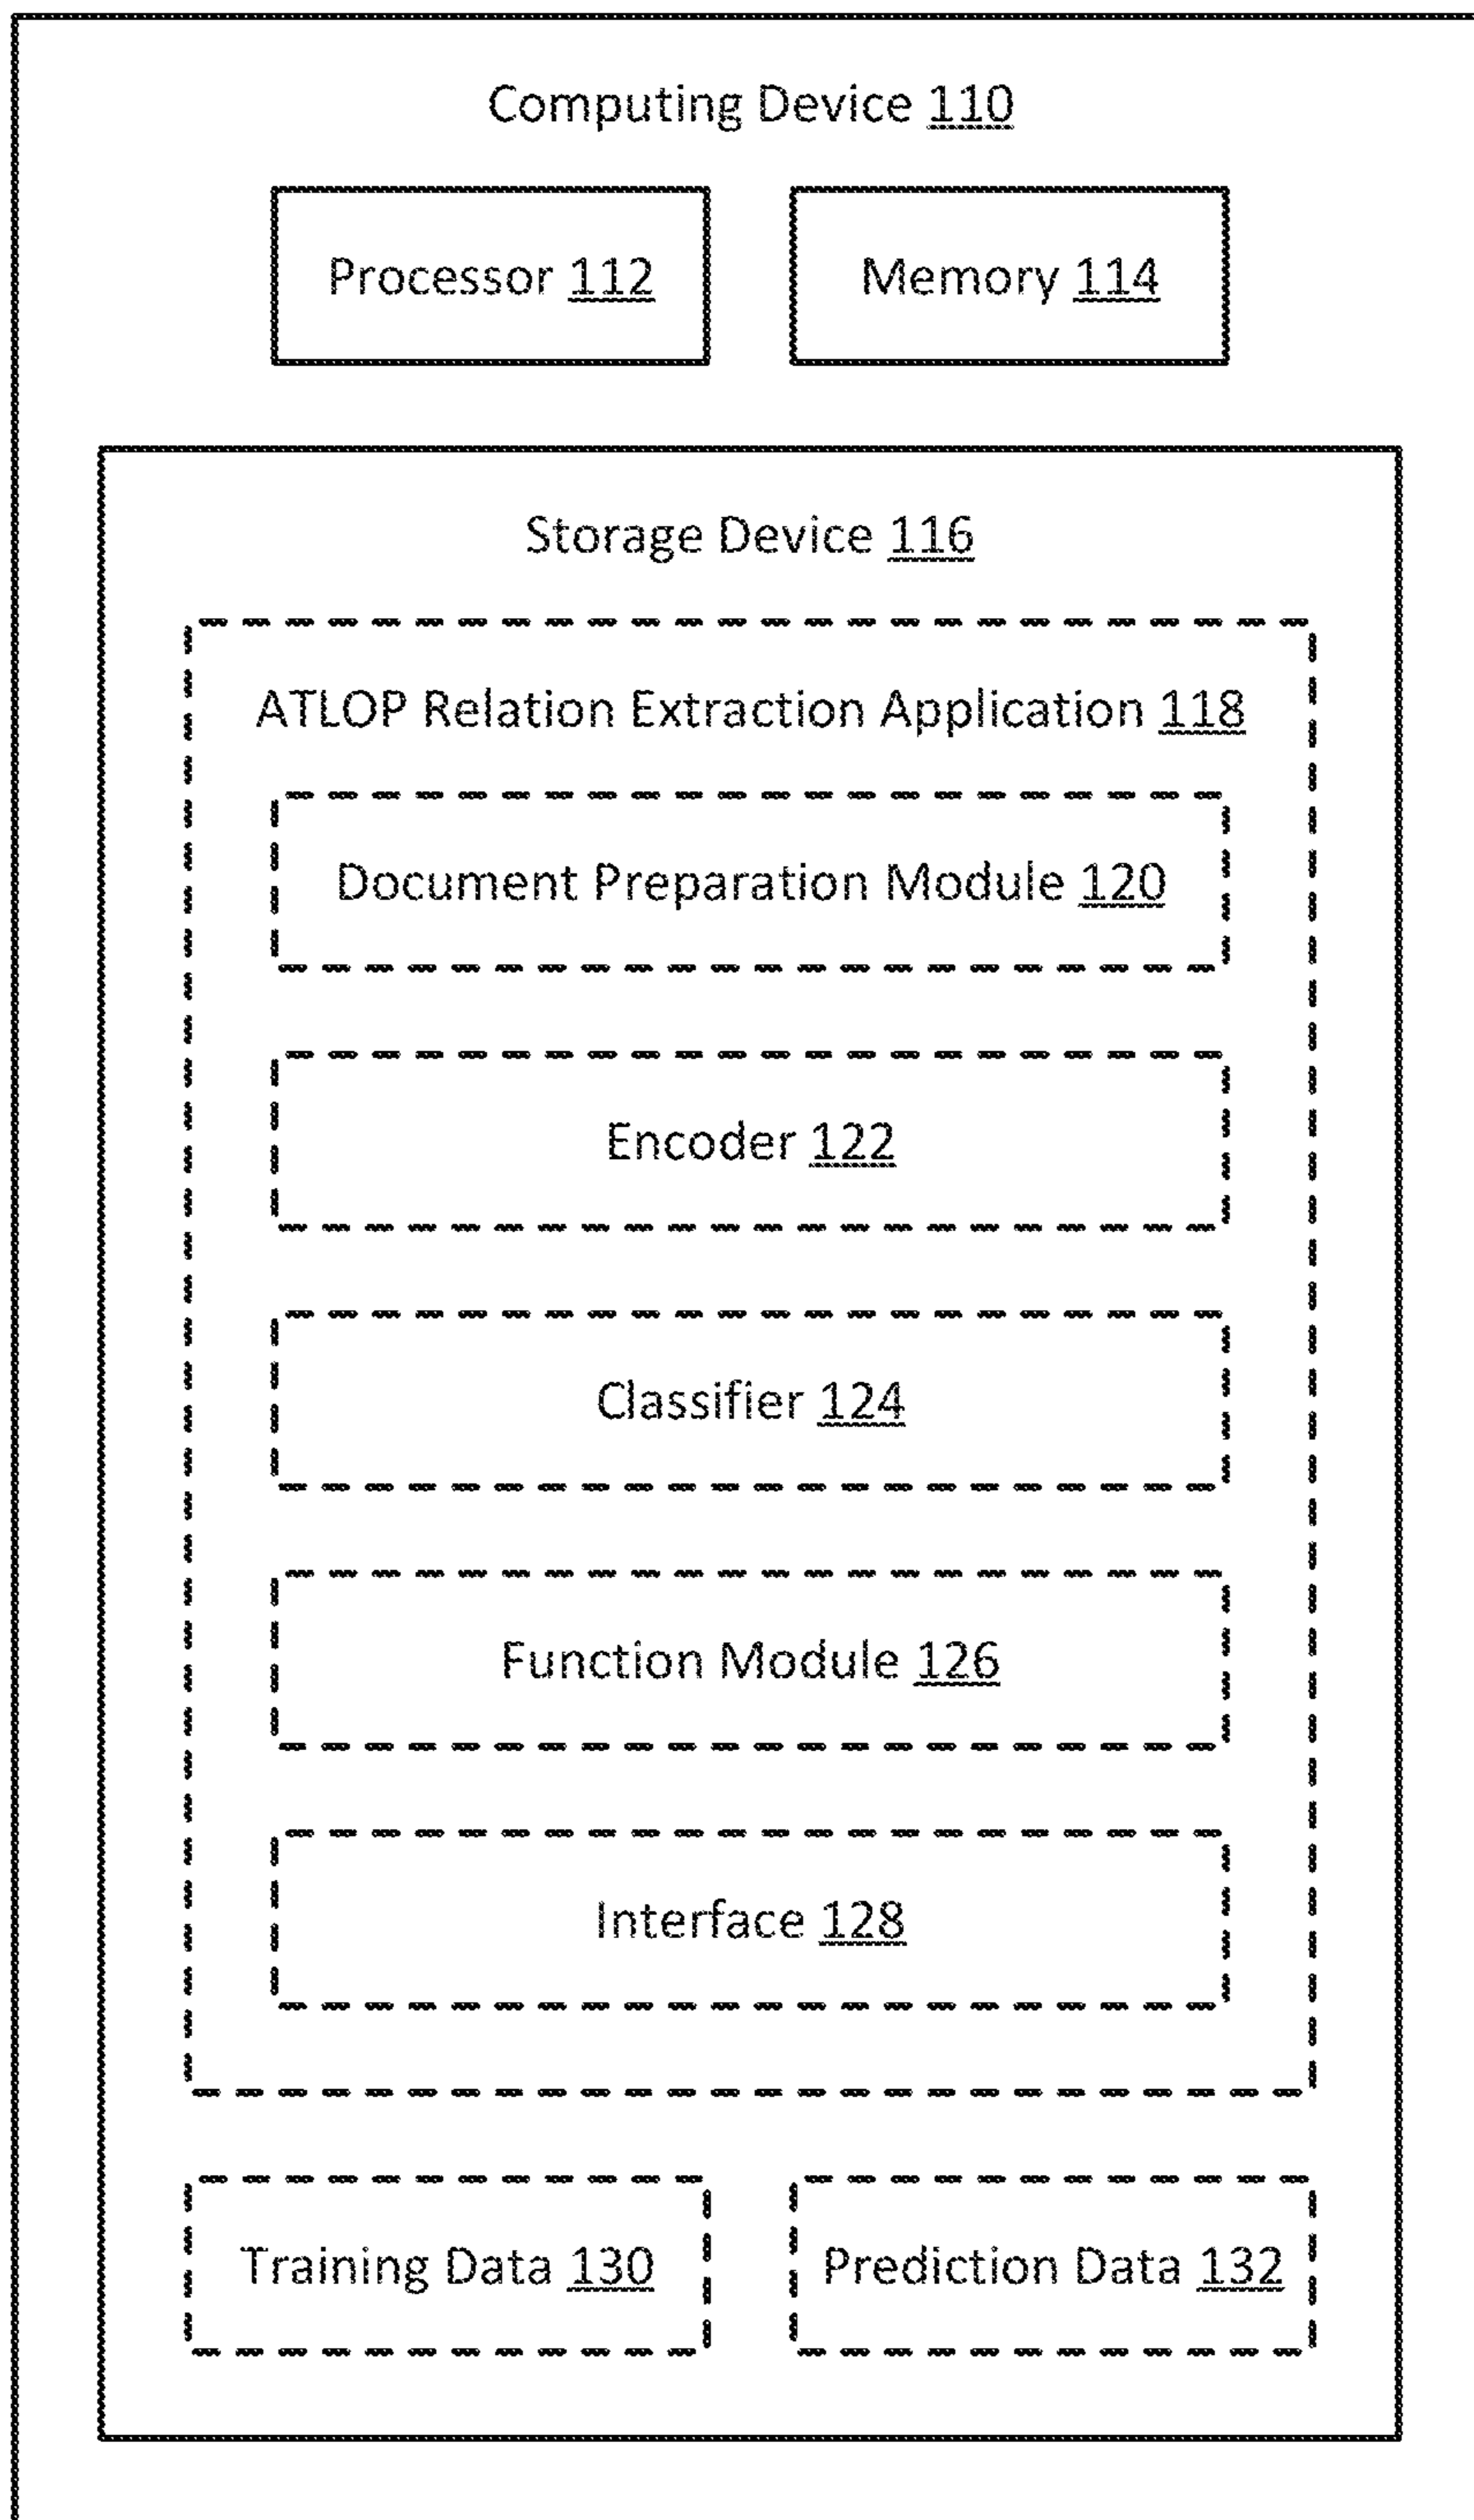 Computing Device 110
Processor 112
Memory 114
Storage Device 116
ATLOP Relation Extraction Application 118
Document Preparation Module 120
Encoder 122
Classifier 124
Function Module 126
Interface 128
Training Data 130
Prediction Data 132